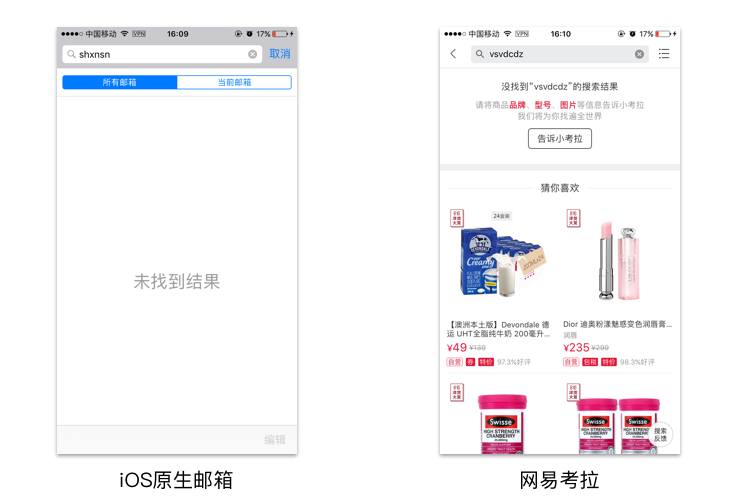 中国移动 VPN 16:09 17%
shxnsn 取消
所有邮箱 当前邮箱
未找到结果
编辑
iOS原生邮箱
中国移动 VPN 16:10 17%
vsvdcdz
没找到“vsvdcdz”的搜索结果
请将商品品牌、型号、图片等信息告诉小考拉
我们将为你找遍全世界
告诉小考拉
猜你喜欢
24盒装
DEVONDALE
Creamy
【澳洲本土版】Devondale 德
运 UHT全脂纯牛奶 200毫升...
¥49 ¥139
自营 券 特价 97.3%好评
Dior 迪奥粉漾魅惑变色润唇膏...
润唇
¥235 ¥299
自营 包税 特价 98.3%好评
Swisse
HIGH STRENGTH
CRANBERRY
Swisse Swisse
HIGH STRENGTH HIGH STRENGTH
CRANBERRY CRANBERRY
搜索
反馈
网易考拉